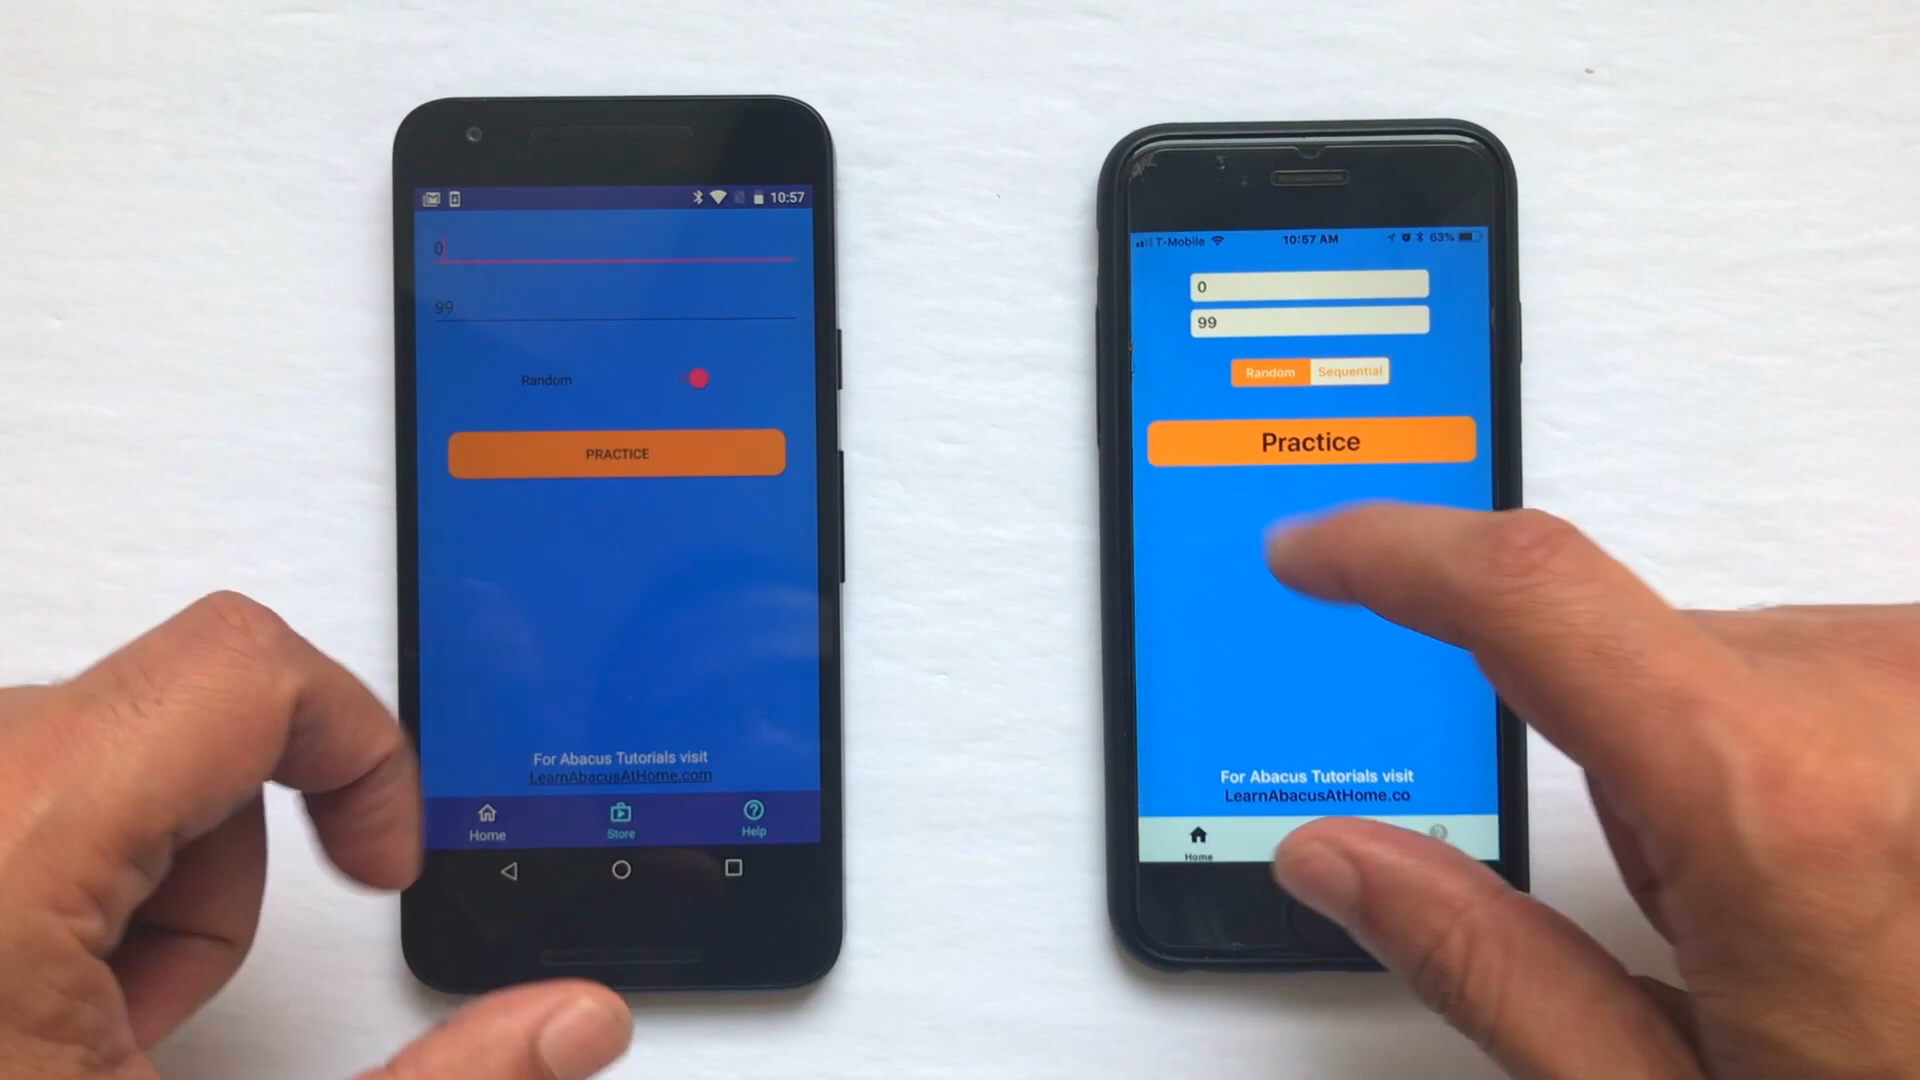 10:57
0
99
Random
PRACTICE
For Abacus Tutorials visit
LearnAbacusAtHome.com
Home
Store
Help
T-Mobile
10:57 AM
63%
0
99
Random
Sequential
Practice
For Abacus Tutorials visit
LearnAbacusAtHome.co
Home